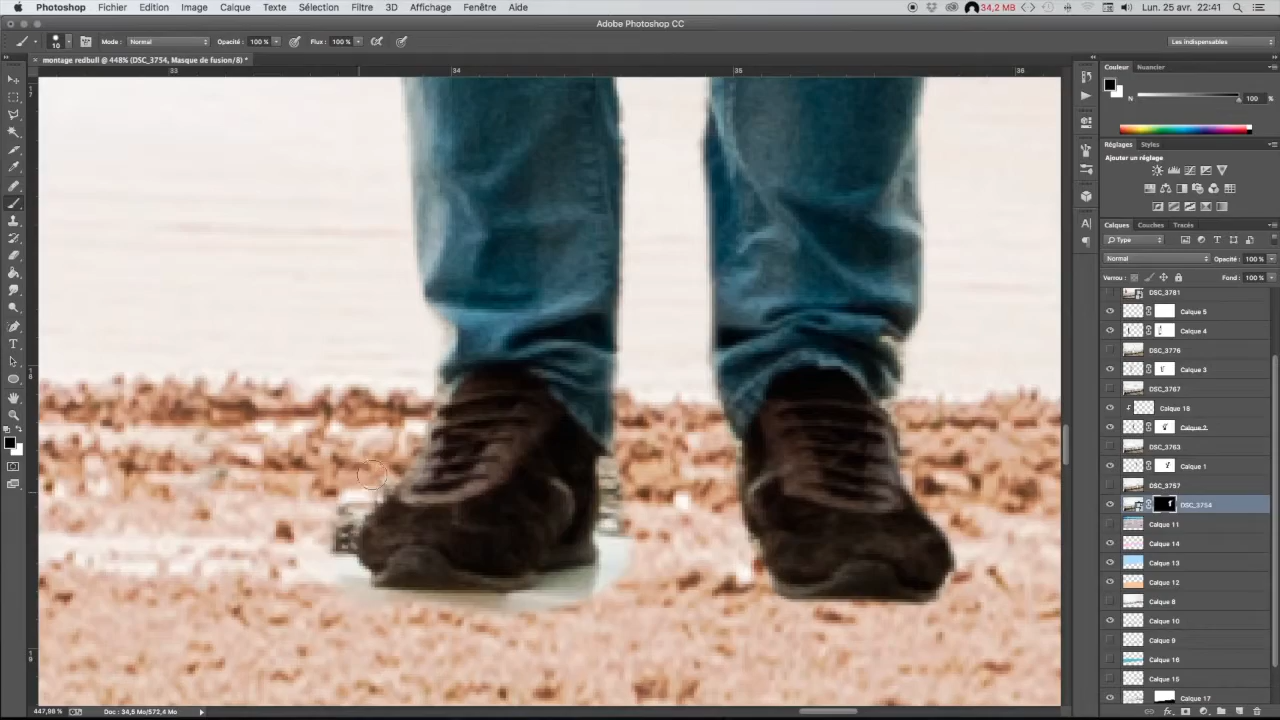 Photoshop Fichier Edition Image Calque Texte Sélection Filtre 3D Affichage Fenêtre Aide 34,2 MB Lun. 25 avr. 22:41
Adobe Photoshop CC
10 Mode : Normal Opacité : 100 % Flux : 100 % Les indispensables
× montage redbull @ 448% (DSC_3754, Masque de fusion/8) *
33 34 35 36
17
18
19
Couleur Nuancier
N 100 %
Réglages Styles
Ajouter un réglage
Calques Couches Tracés
Type
Normal Opacité : 100 %
Verrou : Fond : 100 %
DSC_3781
Calque 5
Calque 4
DSC_3776
Calque 3
DSC_3767
Calque 18
Calque 2
DSC_3763
Calque 1
DSC_3757
DSC_3754
Calque 11
Calque 14
Calque 13
Calque 12
Calque 8
Calque 10
Calque 9
Calque 16
Calque 15
Calque 17
447,98 % Doc : 34,5 Mo/572,4 Mo